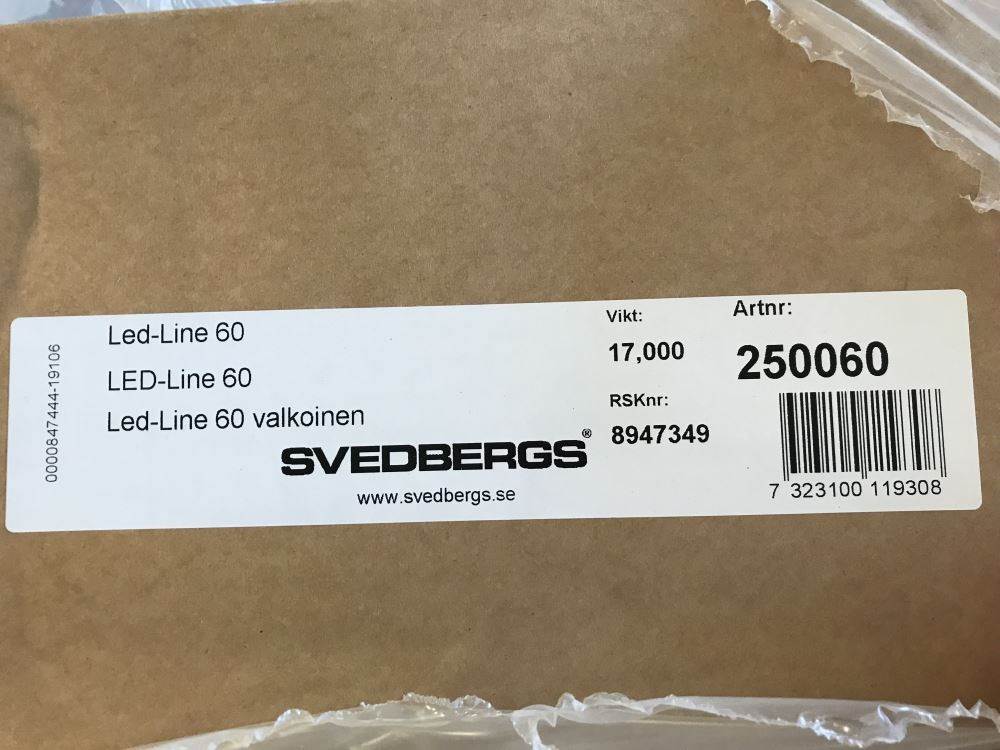 0000847444-19106
Led-Line 60
LED-Line 60
Led-Line 60 valkoinen
SVEDBERGS®
www.svedbergs.se
Vikt:
17,000
RSKnr:
8947349
Artnr:
250060
7 323100 119308